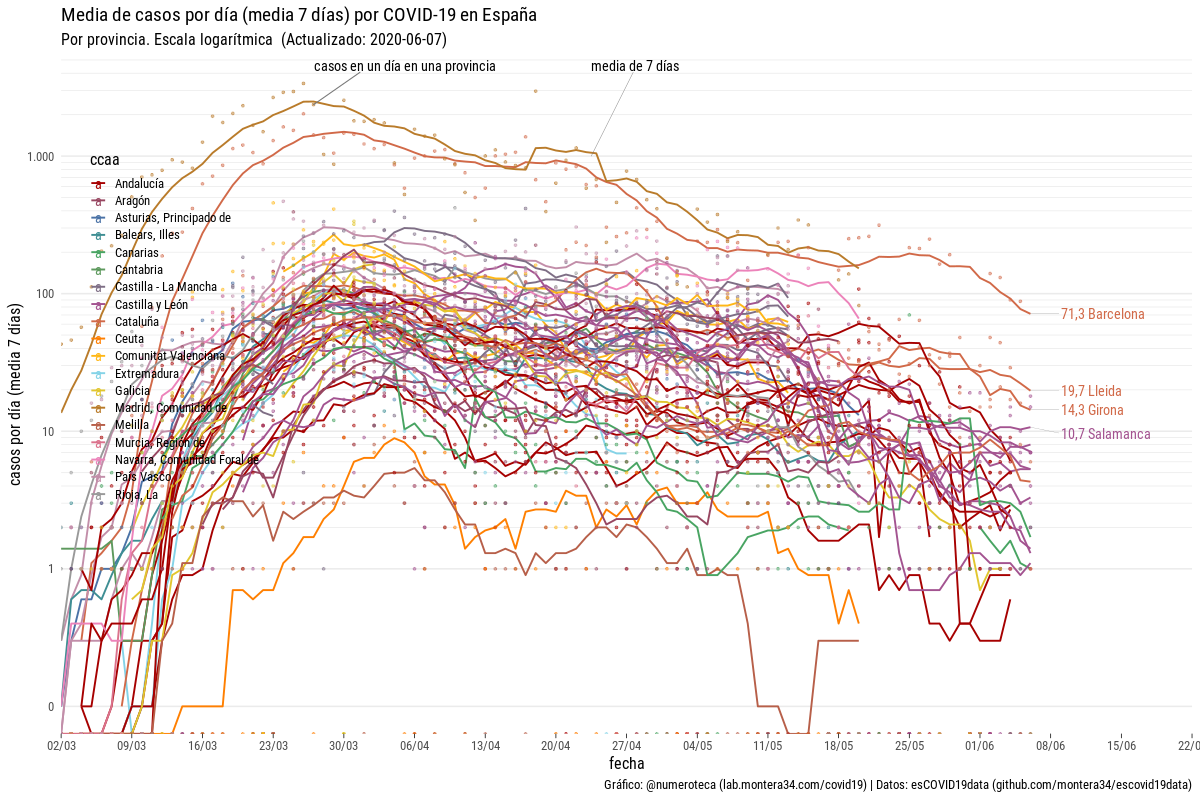 Media de casos por día (media 7 días) por COVID-19 en España
Por provincia. Escala logarítmica (Actualizado: 2020-06-07)
casos en un día en una provincia
media de 7 días
ccaa
Andalucía
Aragón
Asturias, Principado de
Balears, Illes
Canarias
Cantabria
Castilla - La Mancha
Castilla y León
Cataluña
Ceuta
Comunitat Valenciana
Extremadura
Galicia
Madrid, Comunidad de
Melilla
Murcia, Región de
Navarra, Comunidad Foral de
País Vasco
Rioja, La
casos por día (media 7 días)
1.000
100
10
1
0
71,3 Barcelona
19,7 Lleida
14,3 Girona
10,7 Salamanca
02/03 09/03 16/03 23/03 30/03 06/04 13/04 20/04 27/04 04/05 11/05 18/05 25/05 01/06 08/06 15/06 22/0
fecha
Gráfico: @numeroteca (lab.montera34.com/covid19) | Datos: esCOVID19data (github.com/montera34/escovid19data)